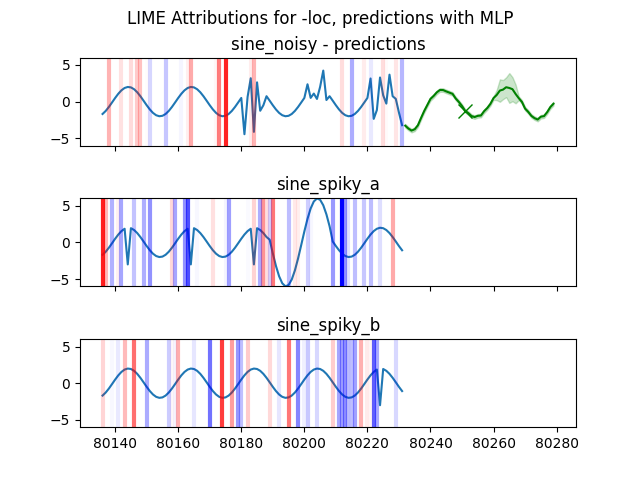 LIME Attributions for -loc, predictions with MLP
sine_noisy - predictions
5
0
−5
sine_spiky_a
5
0
−5
sine_spiky_b
5
0
−5
80140 80160 80180 80200 80220 80240 80260 80280